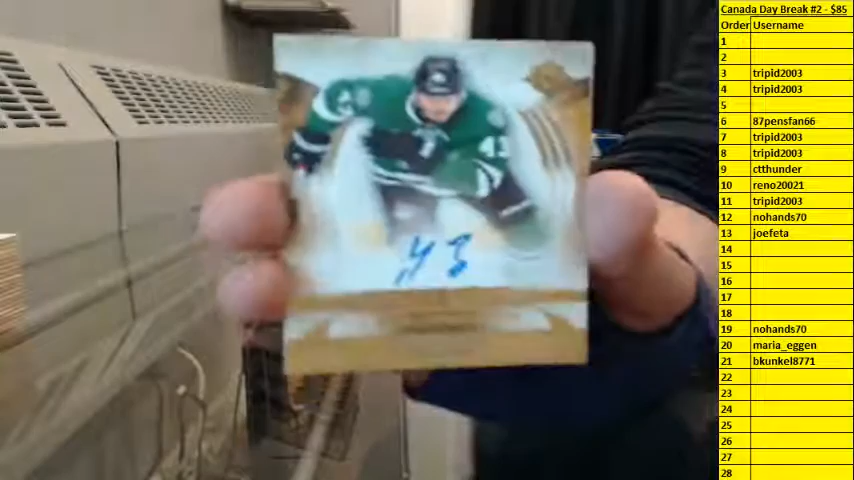 Canada Day Break #2 - $85
Order Username
1
2
3 tripid2003
4 tripid2003
5
6 87pensfan66
7 tripid2003
8 tripid2003
9 ctthunder
10 reno20021
11 tripid2003
12 nohands70
13 joefeta
14
15
16
17
18
19 nohands70
20 maria_eggen
21 bkunkel8771
22
23
24
25
26
27
28